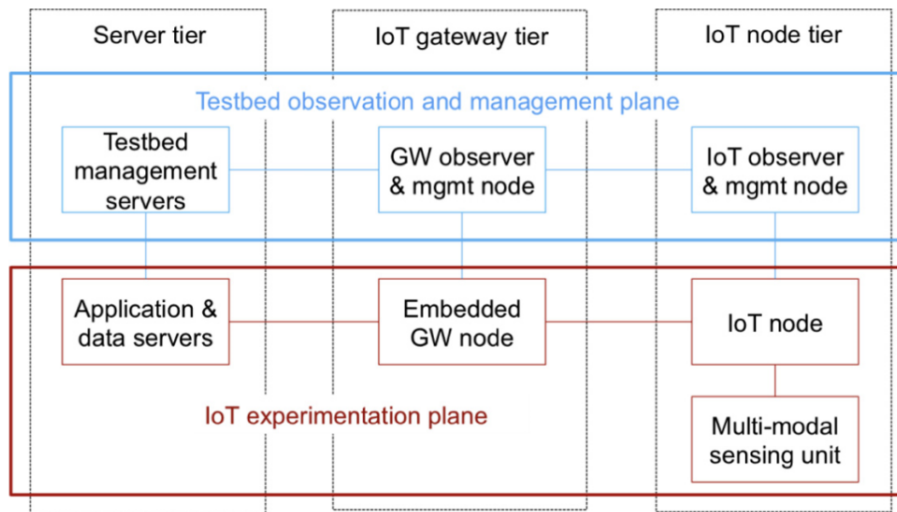 Server tier
IoT gateway tier
IoT node tier
Testbed observation and management plane
Testbed
management
servers
GW observer
& mgmt node
IoT observer
& mgmt node
Application &
data servers
Embedded
GW node
IoT node
IoT experimentation plane
Multi-modal
sensing unit